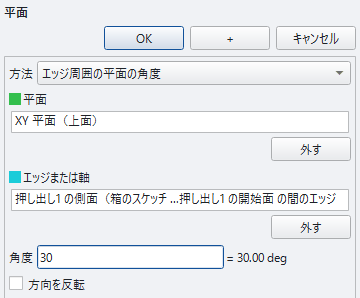 平面
OK
+
キャンセル
方法 エッジ周囲の平面の角度
平面
XY 平面（上面）
外す
エッジまたは軸
押し出し1 の側面（箱のスケッチ ...押し出し1 の開始面 の間のエッジ
外す
角度 30 = 30.00 deg
方向を反転